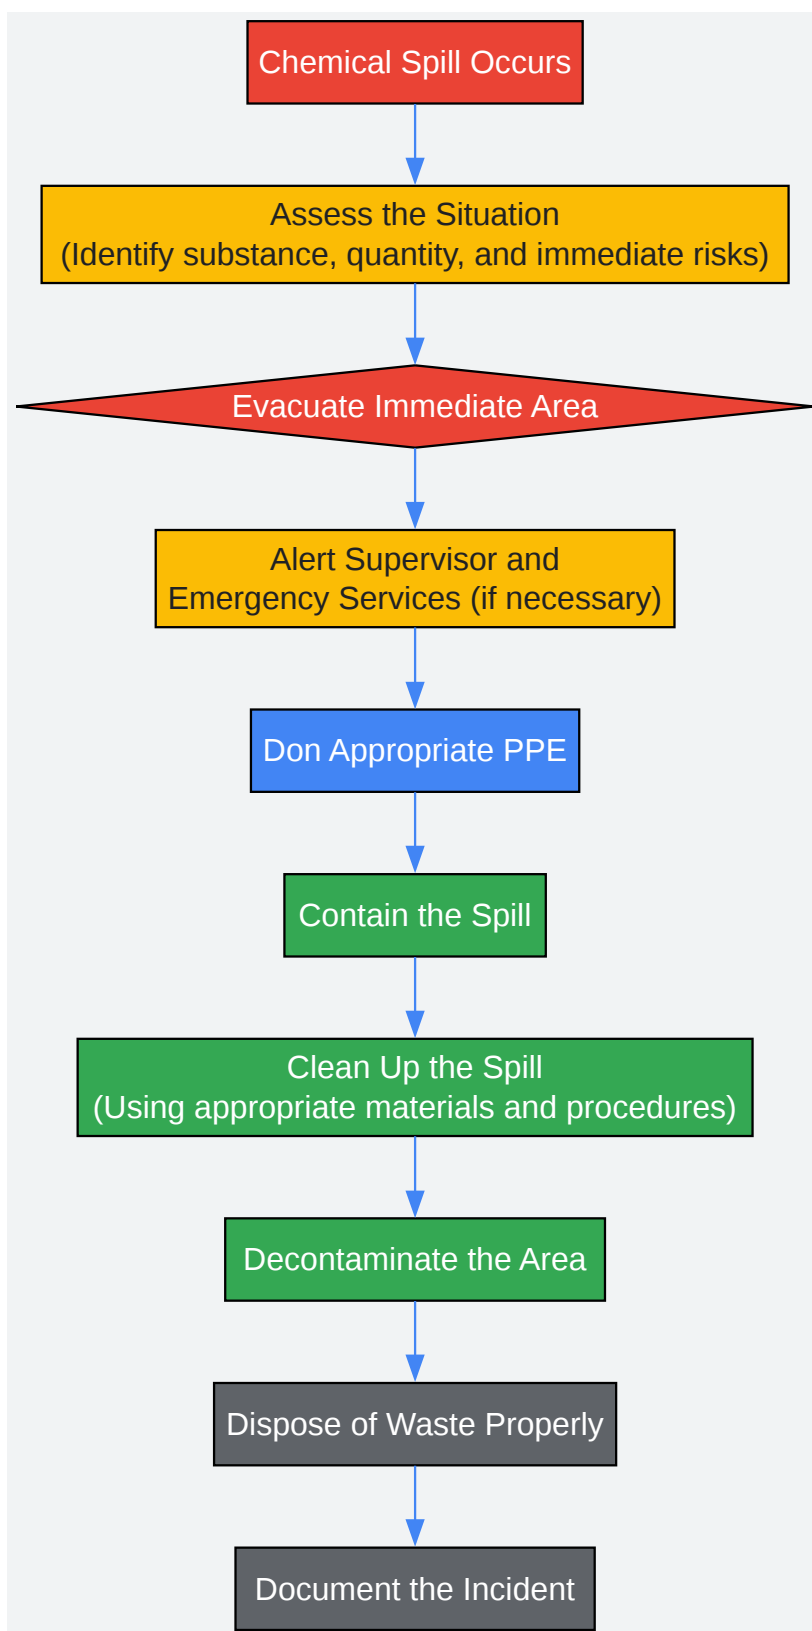 Chemical Spill Occurs
Assess the Situation
(Identify substance, quantity, and immediate risks)
Evacuate Immediate Area
Alert Supervisor and
Emergency Services (if necessary)
Don Appropriate PPE
Contain the Spill
Clean Up the Spill
(Using appropriate materials and procedures)
Decontaminate the Area
Dispose of Waste Properly
Document the Incident